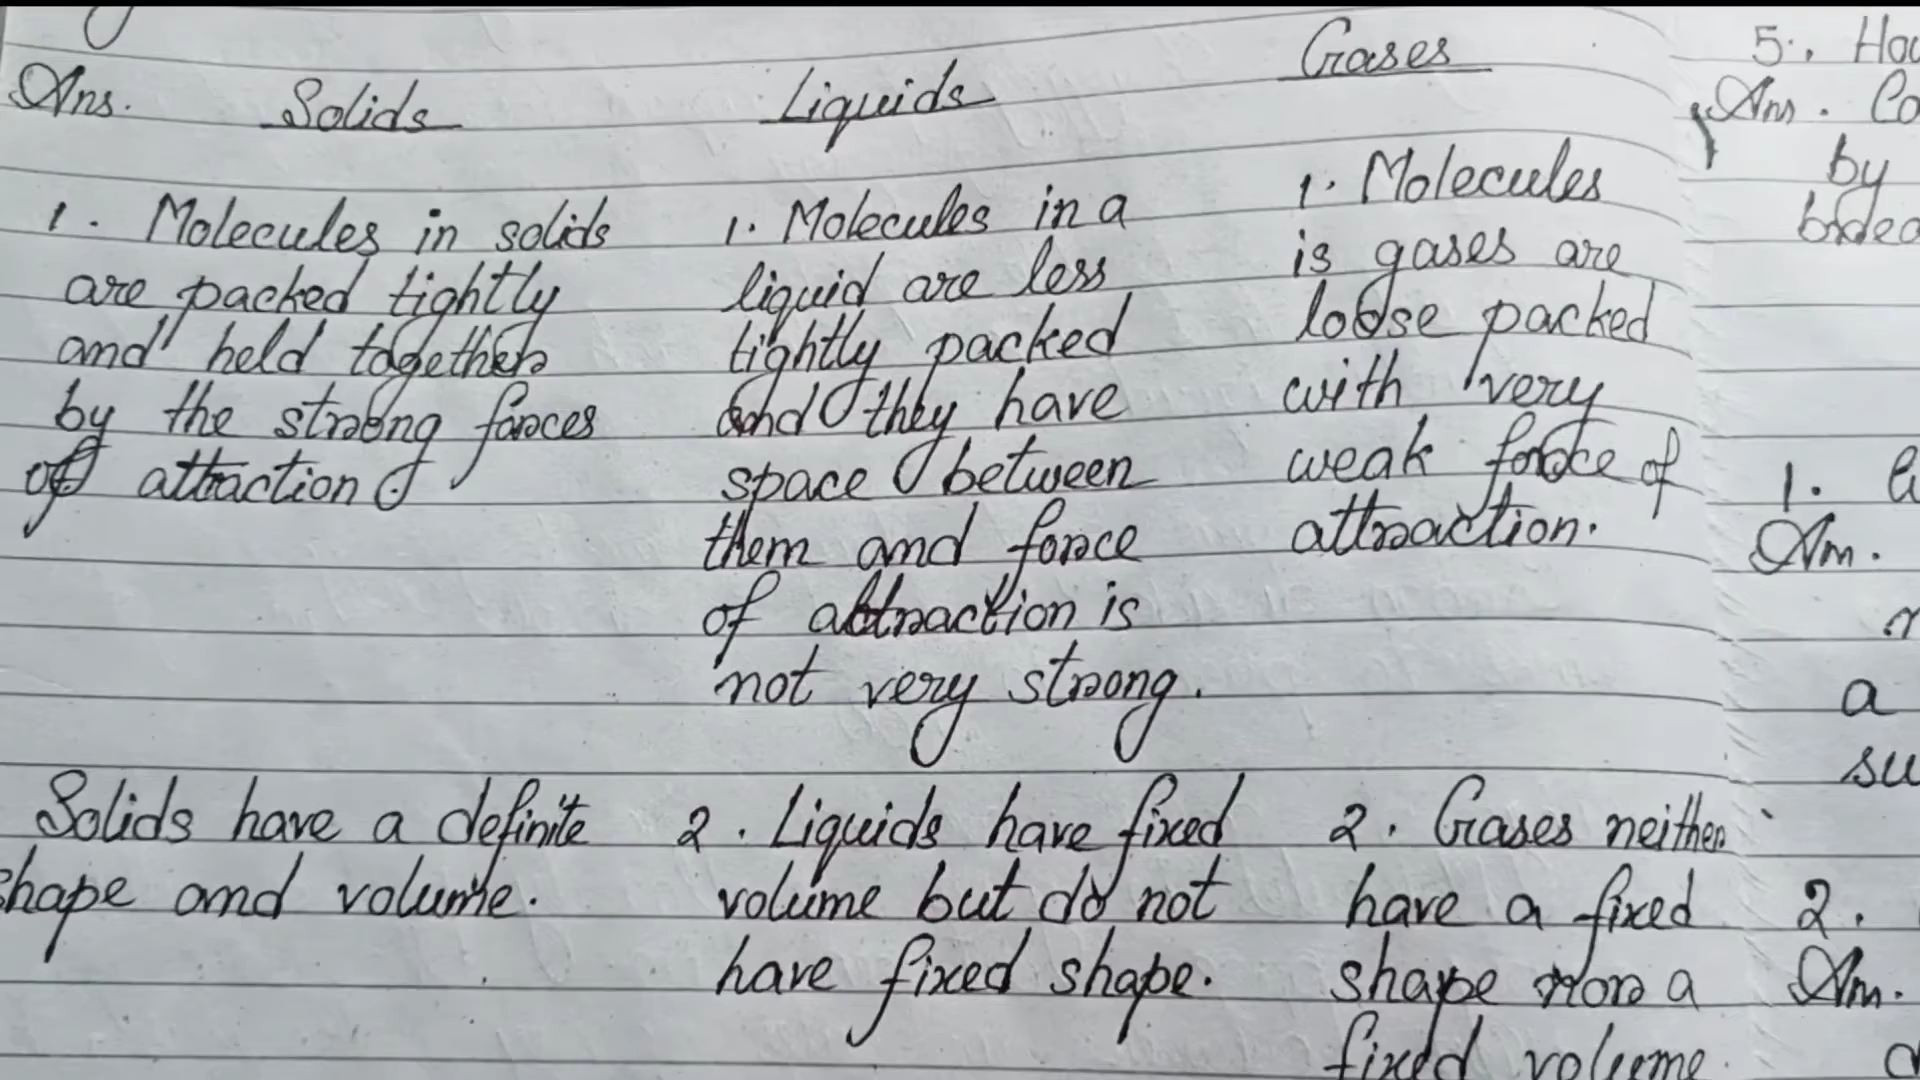 Ans. Solids Liquids Gases
1. Molecules in solids
are packed tightly
and held together
by the strong forces
of attraction.
1. Molecules in a
liquid are less
tightly packed
and they have
space between
them and force
of attraction is
not very strong.
1. Molecules
is gases are
loose packed
with very
weak force of
attraction.
Solids have a definite
shape and volume.
2. Liquids have fixed
volume but do not
have fixed shape.
2. Gases neither
have a fixed
shape nor a
fixed volume.
5.
Ans.
by
1.
Ans.
a
2.
Ans.